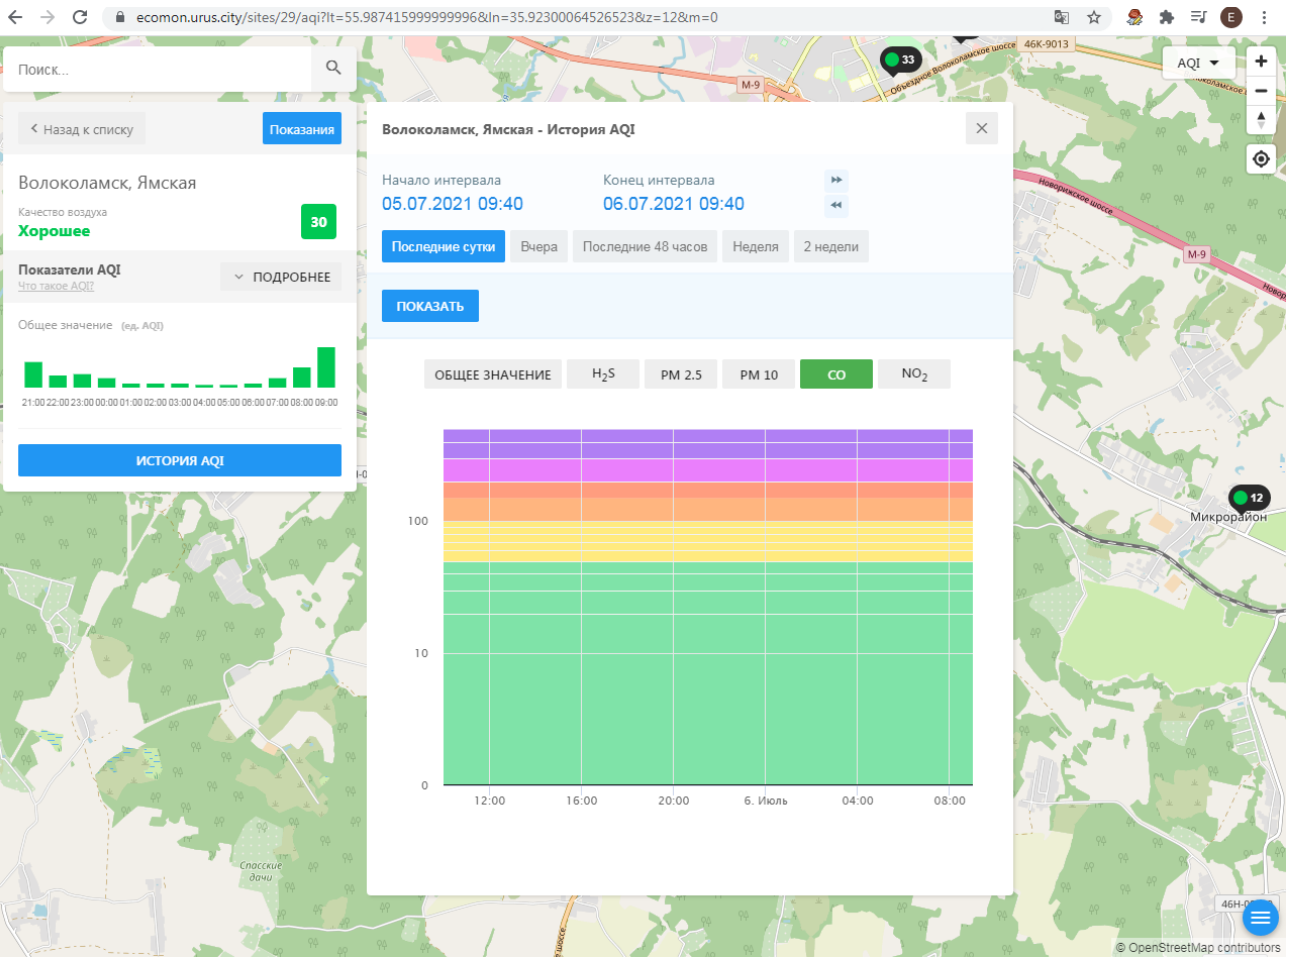 ecomon.urus.city/sites/29/aqi?lt=55.987415999999996&ln=35.92300064526523&z=12&m=0
E
Поиск...
33
М-9
Объездное Волоколамское шоссе
46К-9013
AQI
+
−
Назад к списку
Показания
Волоколамск, Ямская - История AQI
Волоколамск, Ямская
Качество воздуха
Хорошее
30
Начало интервала
Конец интервала
05.07.2021 09:40
06.07.2021 09:40
Последние сутки
Вчера
Последние 48 часов
Неделя
2 недели
Новорижское шоссе
М-9
Показатели AQI
Что такое AQI?
ПОДРОБНЕЕ
ПОКАЗАТЬ
Общее значение (ед. AQI)
21:00 22:00 23:00 00:00 01:00 02:00 03:00 04:00 05:00 06:00 07:00 08:00 09:00
ИСТОРИЯ AQI
ОБЩЕЕ ЗНАЧЕНИЕ
H2S
PM 2.5
PM 10
CO
NO2
100
10
0
12:00
16:00
20:00
6. Июль
04:00
08:00
12
Микрорайон
Спасские
дачи
© OpenStreetMap contributors